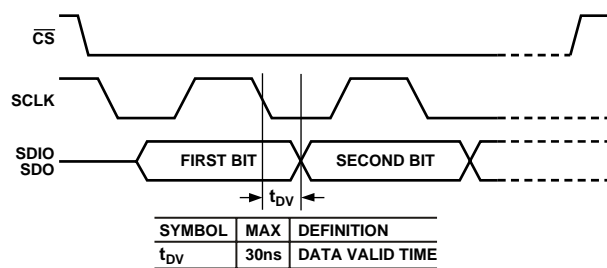 CS
SCLK
SDIO
SDO
FIRST BIT
SECOND BIT
tDV
SYMBOL MAX DEFINITION
tDV 30ns DATA VALID TIME